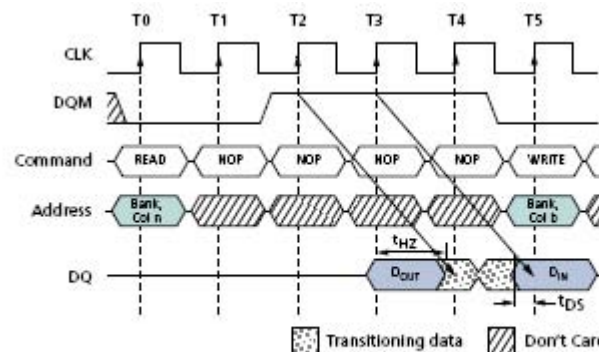 T0 T1 T2 T3 T4 T5
CLK
DQM
Command READ NOP NOP NOP NOP WRITE
Address Bank, Col n Bank, Col b
tHZ
DQ DOUT DIN
tDS
Transitioning data Don't Care